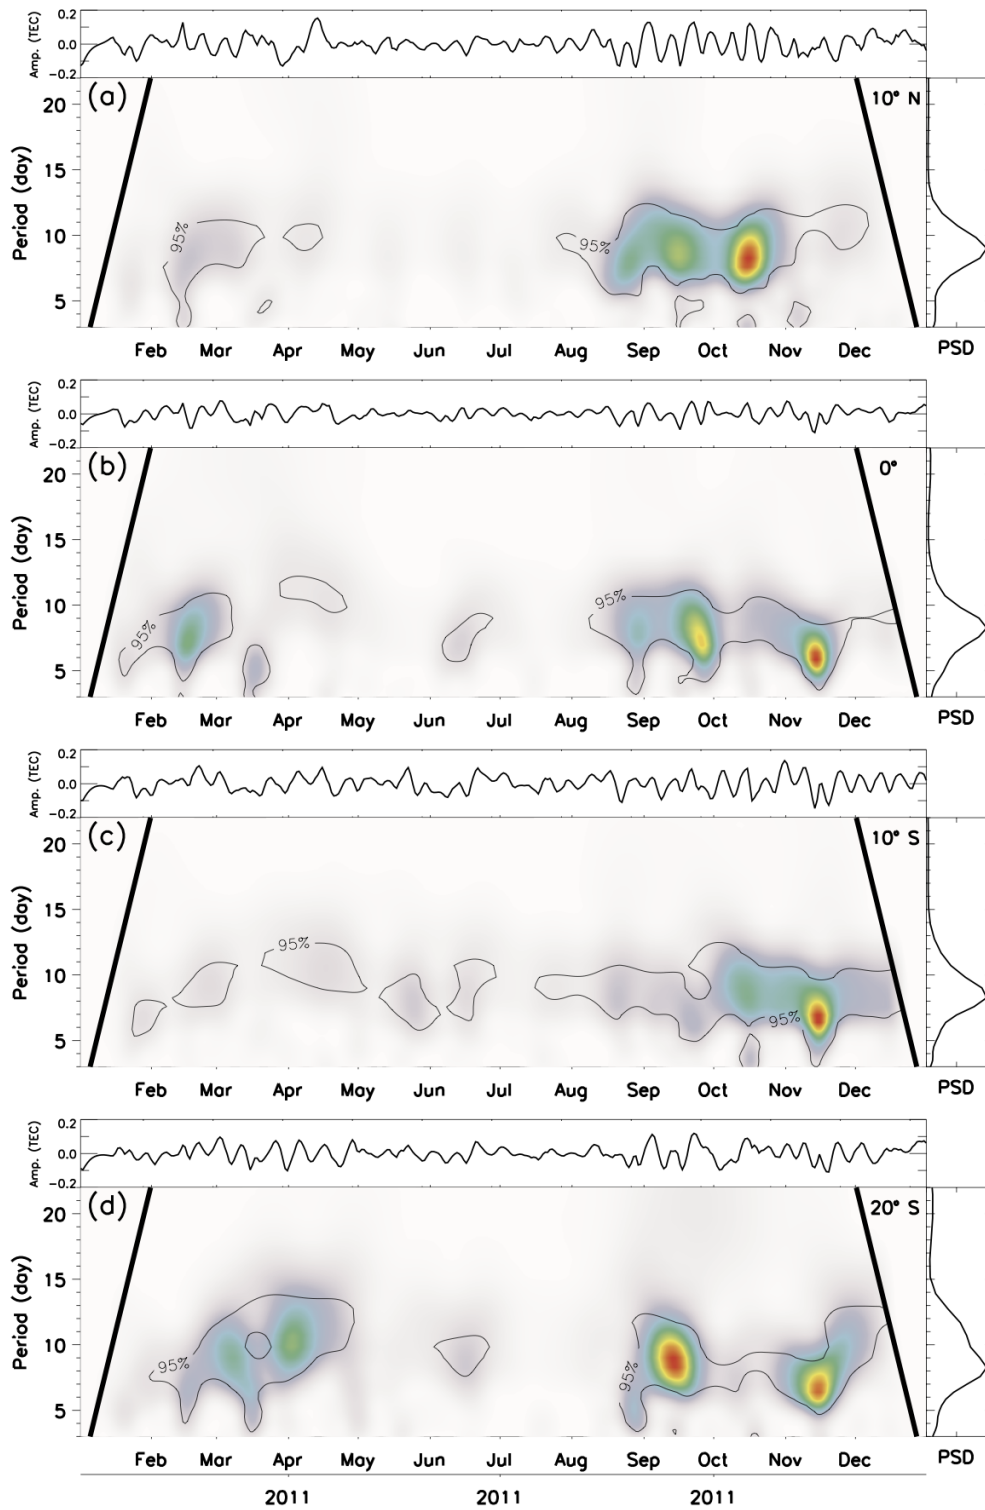 0.2
Amp. (TEC)
0.0
−0.2
(a)
10° N
20
15
Period (day)
10
5
95%
95%
Feb Mar Apr May Jun Jul Aug Sep Oct Nov Dec PSD
0.2
Amp. (TEC)
0.0
−0.2
(b)
0°
20
15
Period (day)
10
5
95%
95%
Feb Mar Apr May Jun Jul Aug Sep Oct Nov Dec PSD
0.2
Amp. (TEC)
0.0
−0.2
(c)
10° S
20
15
Period (day)
10
5
95%
95%
Feb Mar Apr May Jun Jul Aug Sep Oct Nov Dec PSD
0.2
Amp. (TEC)
0.0
−0.2
(d)
20° S
20
15
Period (day)
10
5
95%
95%
Feb Mar Apr May Jun Jul Aug Sep Oct Nov Dec PSD
2011 2011 2011